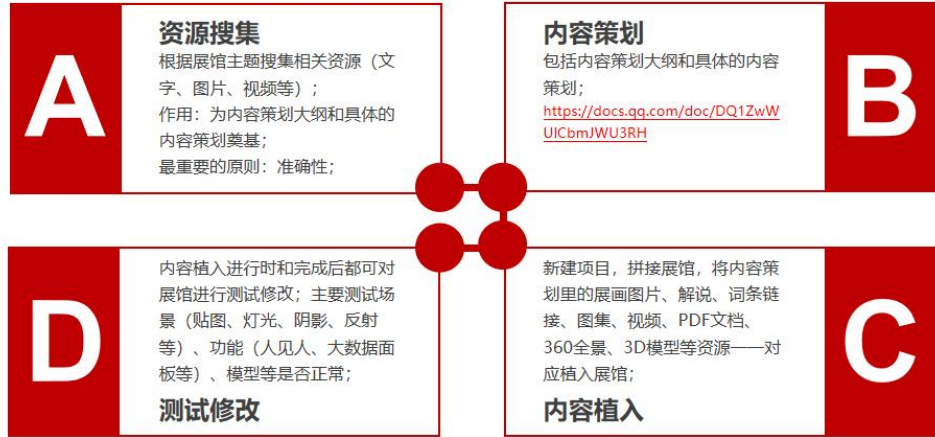 A
资源搜集
根据展馆主题搜集相关资源（文
字、图片、视频等）；
作用：为内容策划大纲和具体的
内容策划奠基；
最重要的原则：准确性；
内容策划
包括内容策划大纲和具体的内容
策划；
https://docs.qq.com/doc/DQ1ZwW
UlCbmJWU3RH
B
D
内容植入进行时和完成后都可对
展馆进行测试修改；主要测试场
景（贴图、灯光、阴影、反射
等）、功能（人见人、大数据面
板等）、模型等是否正常；
测试修改
新建项目，拼接展馆，将内容策
划里的展画图片、解说、词条链
接、图集、视频、PDF文档、
360全景、3D模型等资源——对
应植入展馆；
内容植入
C